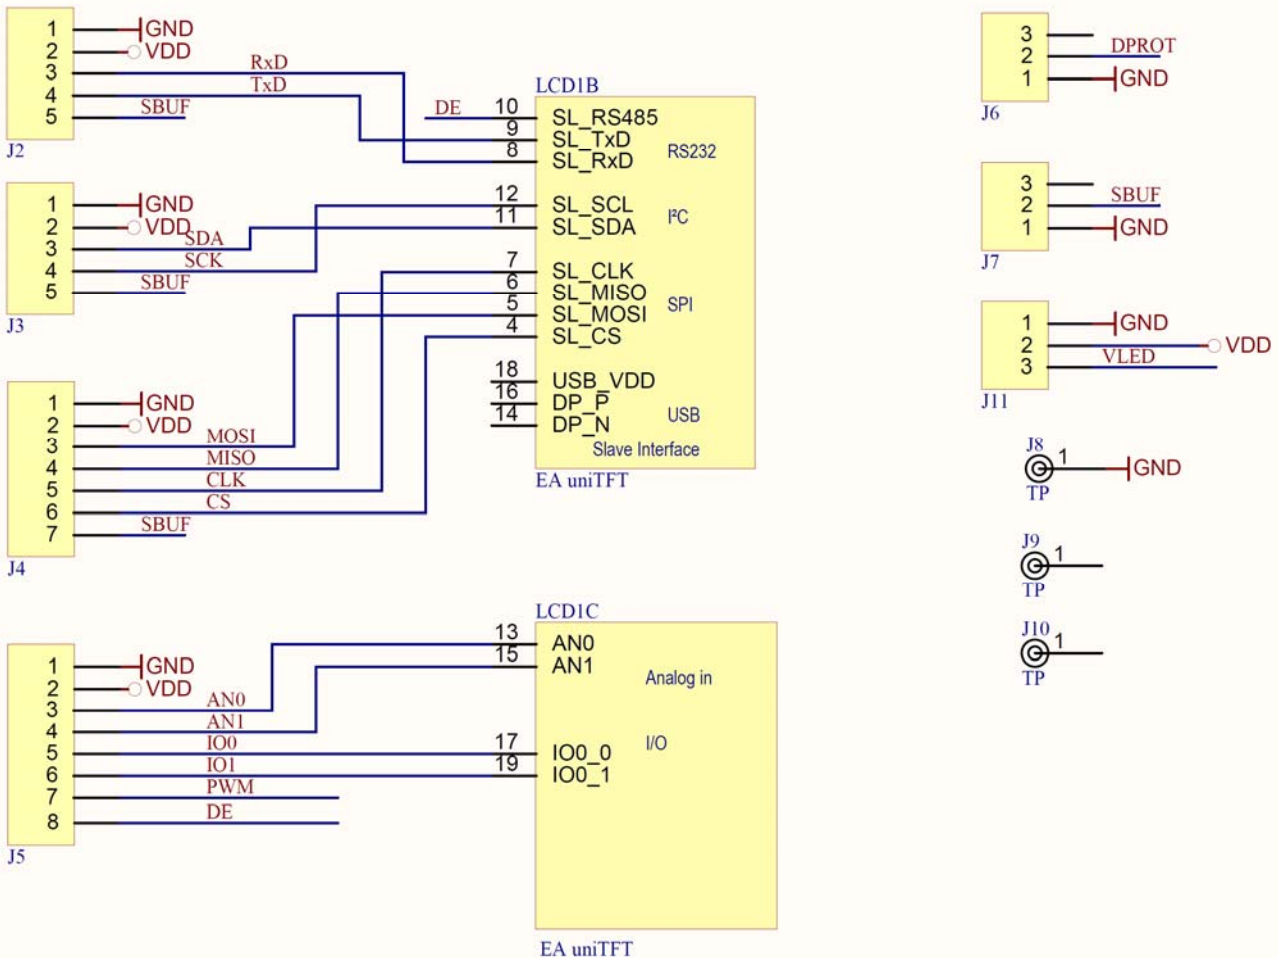 1 GND
2 VDD
3 RxD
4 TxD
5 SBUF
J2
1 GND
2 VDD
3 SDA
4 SCK
5 SBUF
J3
1 GND
2 VDD
3 MOSI
4 MISO
5 CLK
6 CS
7 SBUF
J4
LCD1B
DE 10 SL_RS485
9 SL_TxD
8 SL_RxD
RS232
12 SL_SCL
11 SL_SDA
I²C
7 SL_CLK
6 SL_MISO
5 SL_MOSI
4 SL_CS
SPI
18 USB_VDD
16 DP_P
14 DP_N
USB
Slave Interface
EA uniTFT
1 GND
2 VDD
3 AN0
4 AN1
5 IO0
6 IO1
7 PWM
8 DE
J5
LCD1C
13 AN0
15 AN1
Analog in
17 IO0_0
19 IO0_1
I/O
EA uniTFT
3
2 DPROT
1 GND
J6
3
2 SBUF
1 GND
J7
1 GND
2 VDD
3 VLED
J11
J8
1 GND
TP
J9
1
TP
J10
1
TP